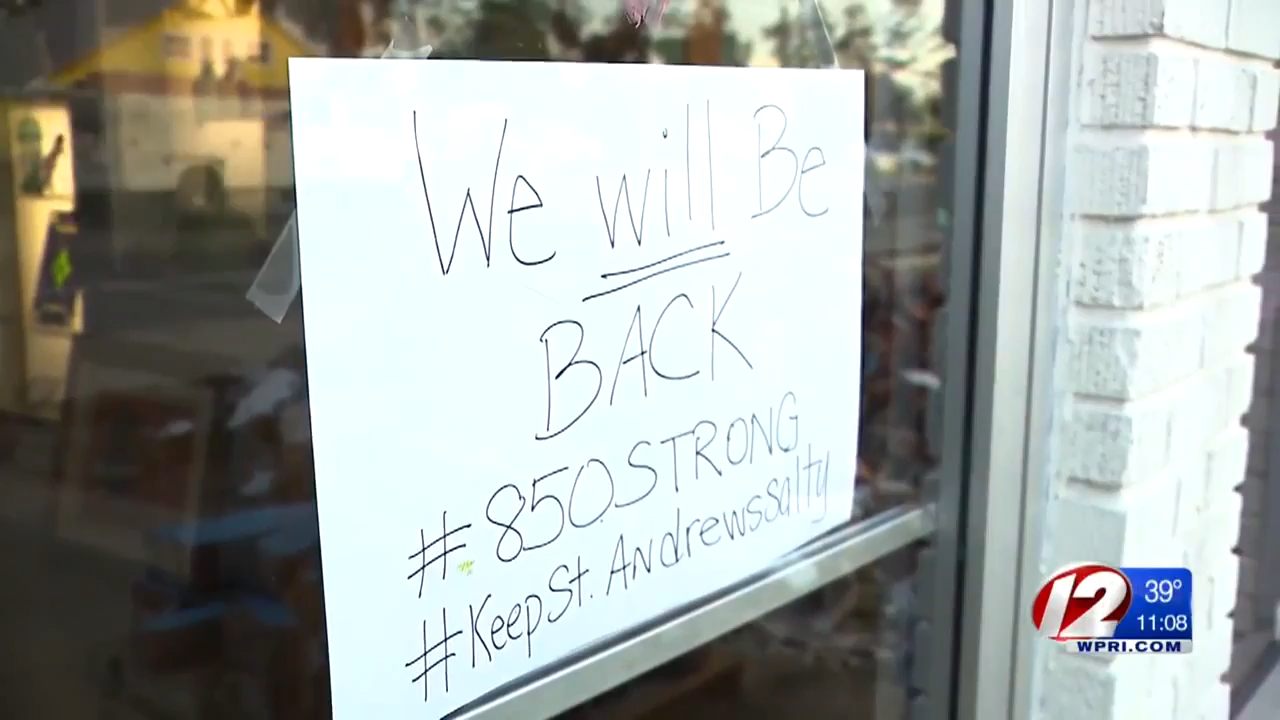 We will Be
BACK
#850STRONG
#KeepSt.Andrewssalty
12
39°
11:08
WPRI.COM